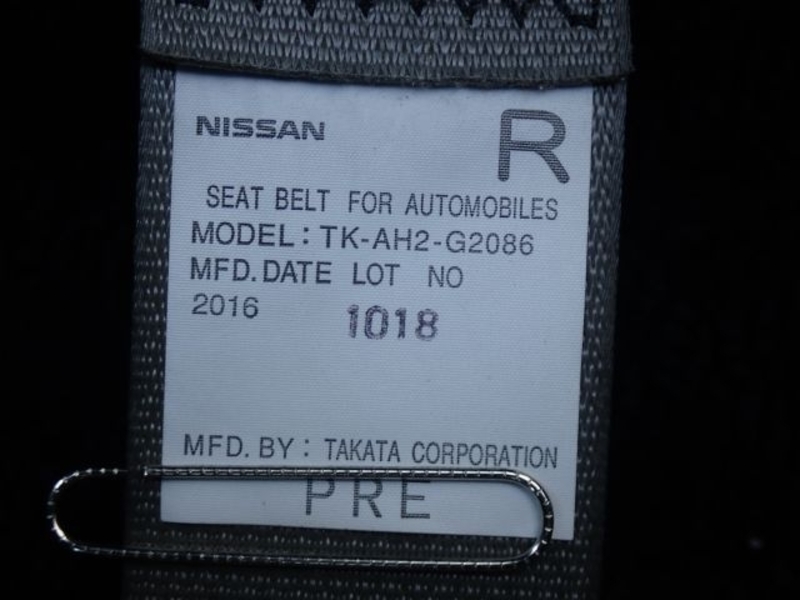 NISSAN R
SEAT BELT FOR AUTOMOBILES
MODEL: TK-AH2-G2086
MFD. DATE LOT NO
2016 1018
MFD. BY: TAKATA CORPORATION
PRE